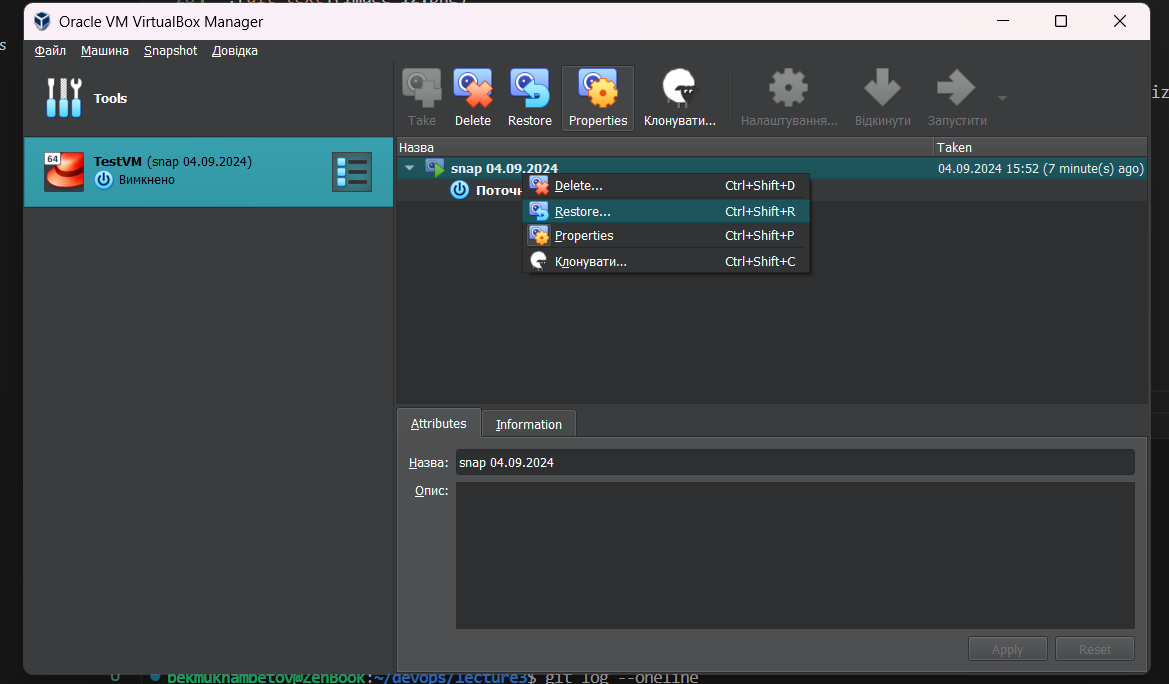 Oracle VM VirtualBox Manager
Файл Машина Snapshot Довідка
Tools
Take Delete Restore Properties Клонувати... Налаштування... Відкинути Запустити
64
TestVM (snap 04.09.2024)
Вимкнено
Назва Taken
snap 04.09.2024 04.09.2024 15:52 (7 minute(s) ago)
Delete... Ctrl+Shift+D
Restore... Ctrl+Shift+R
Properties Ctrl+Shift+P
Клонувати... Ctrl+Shift+C
Attributes Information
Назва: snap 04.09.2024
Опис:
Apply Reset
bekmukhambetov@ZenBook:~/devops/lecture3$ git log --oneline